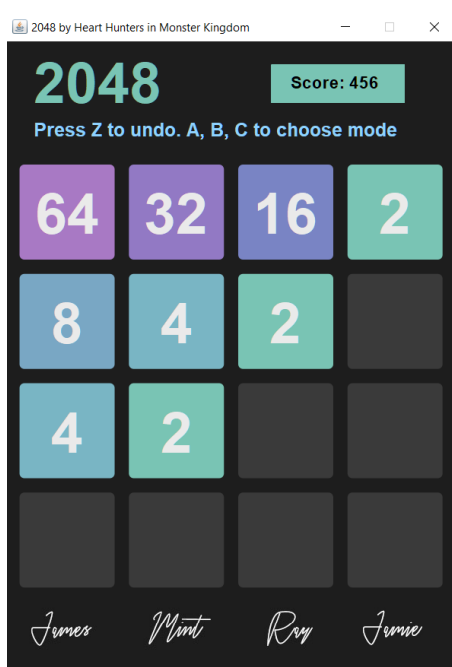 2048 by Heart Hunters in Monster Kingdom
2048
Score: 456
Press Z to undo. A, B, C to choose mode
64 32 16 2
8 4 2
4 2
James Mint Ray Jamie